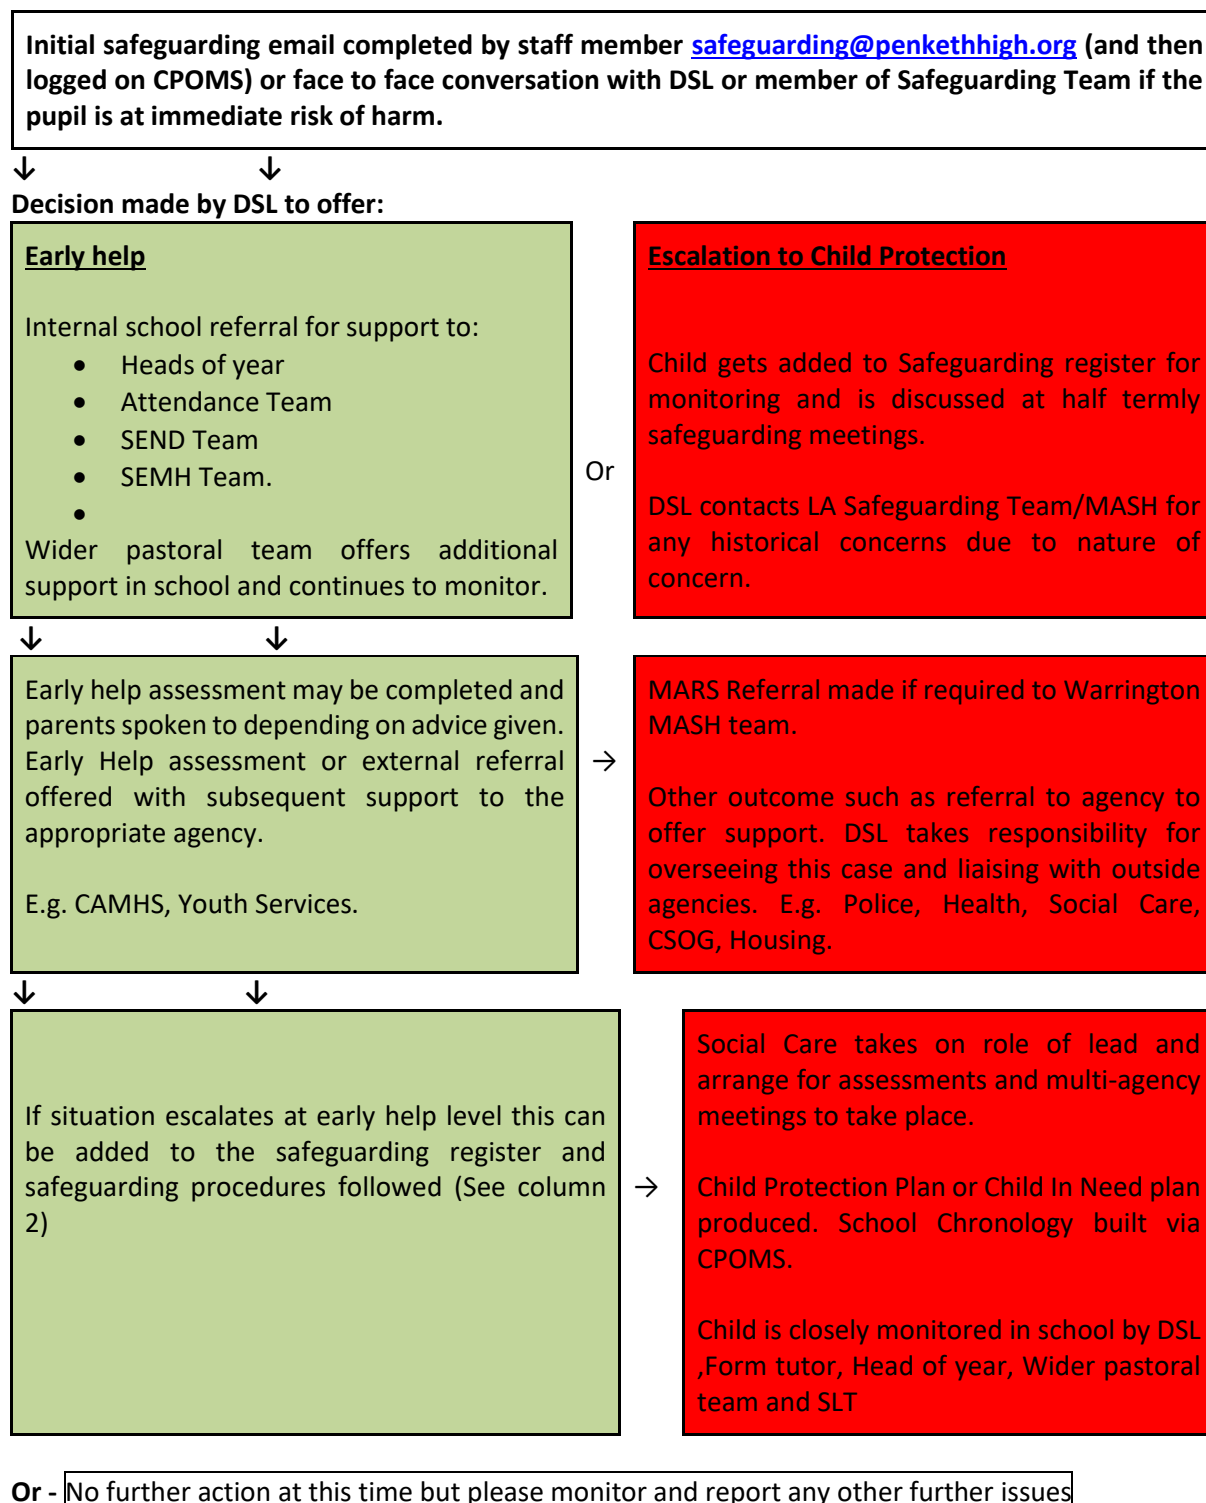 Initial safeguarding email completed by staff member safeguarding@penkethhigh.org (and then
logged on CPOMS) or face to face conversation with DSL or member of Safeguarding Team if the
pupil is at immediate risk of harm.
↓ ↓
Decision made by DSL to offer:
Early help
Internal school referral for support to:
• Heads of year
• Attendance Team
• SEND Team
• SEMH Team.
•
Wider pastoral team offers additional
support in school and continues to monitor.
Or
Escalation to Child Protection
Child gets added to Safeguarding register for
monitoring and is discussed at half termly
safeguarding meetings.
DSL contacts LA Safeguarding Team/MASH for
any historical concerns due to nature of
concern.
↓ ↓
Early help assessment may be completed and
parents spoken to depending on advice given.
Early Help assessment or external referral
offered with subsequent support to the
appropriate agency.
E.g. CAMHS, Youth Services.
→
MARS Referral made if required to Warrington
MASH team.
Other outcome such as referral to agency to
offer support. DSL takes responsibility for
overseeing this case and liaising with outside
agencies. E.g. Police, Health, Social Care,
CSOG, Housing.
↓ ↓
If situation escalates at early help level this can
be added to the safeguarding register and
safeguarding procedures followed (See column
2)
→
Social Care takes on role of lead and
arrange for assessments and multi-agency
meetings to take place.
Child Protection Plan or Child In Need plan
produced. School Chronology built via
CPOMS.
Child is closely monitored in school by DSL
,Form tutor, Head of year, Wider pastoral
team and SLT
Or - No further action at this time but please monitor and report any other further issues